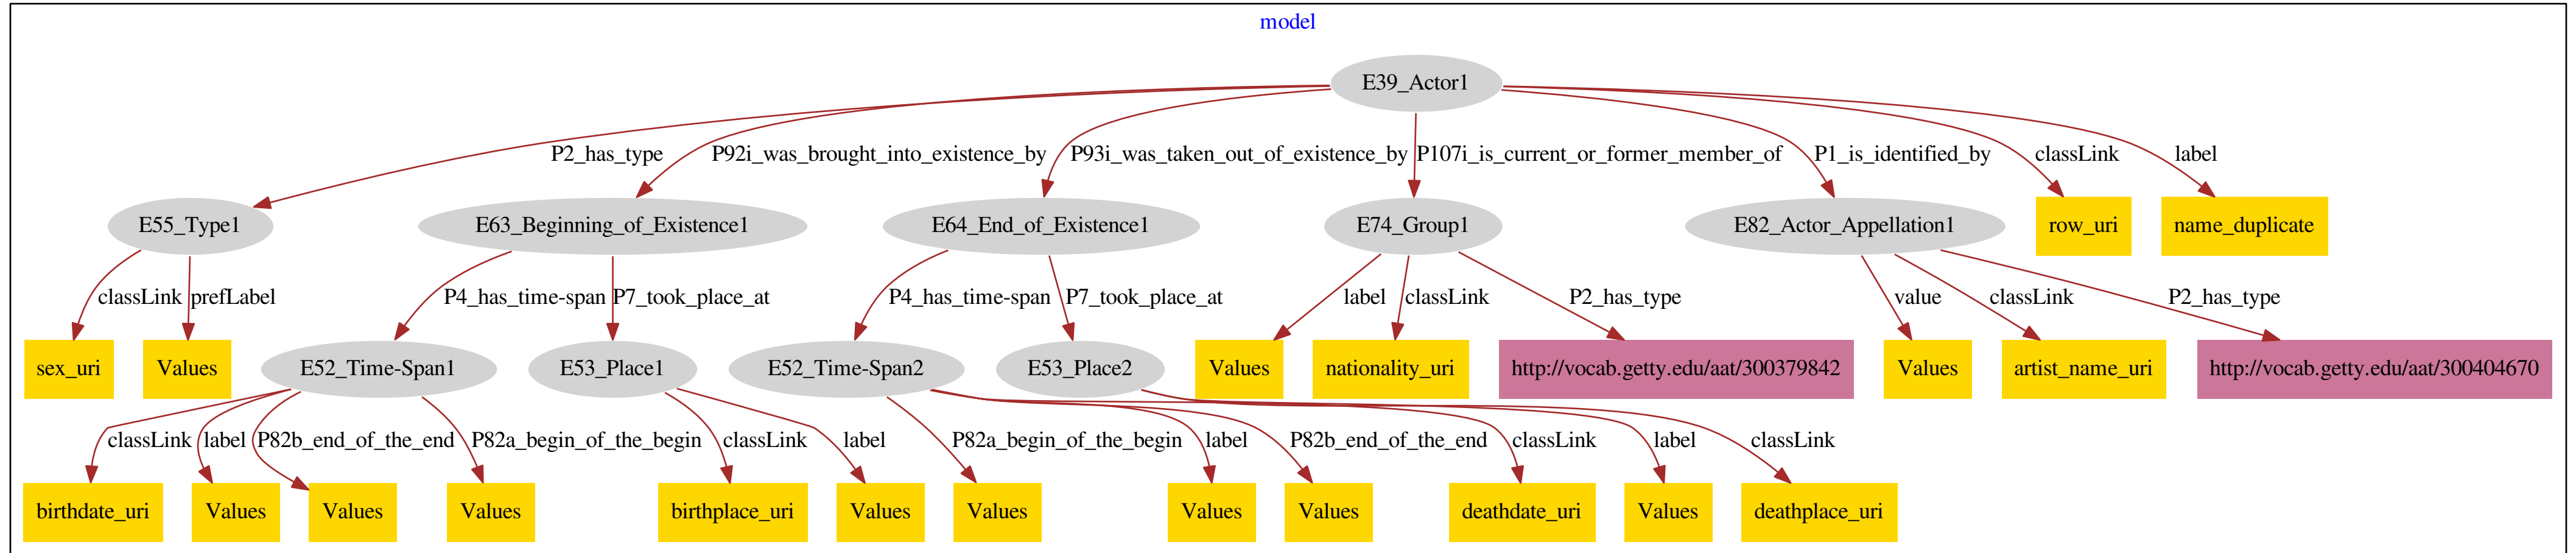 model
E39_Actor1
P2_has_type P92i_was_brought_into_existence_by P93i_was_taken_out_of_existence_by P107i_is_current_or_former_member_of P1_is_identified_by classLink label
E55_Type1 E63_Beginning_of_Existence1 E64_End_of_Existence1 E74_Group1 E82_Actor_Appellation1 row_uri name_duplicate
classLink prefLabel P4_has_time-span P7_took_place_at P4_has_time-span P7_took_place_at label classLink P2_has_type value classLink P2_has_type
sex_uri Values E52_Time-Span1 E53_Place1 E52_Time-Span2 E53_Place2 Values nationality_uri http://vocab.getty.edu/aat/300379842 Values artist_name_uri http://vocab.getty.edu/aat/300404670
classLink label P82b_end_of_the_end P82a_begin_of_the_begin classLink label P82a_begin_of_the_begin label P82b_end_of_the_end classLink label classLink
birthdate_uri Values Values Values birthplace_uri Values Values Values Values deathdate_uri Values deathplace_uri